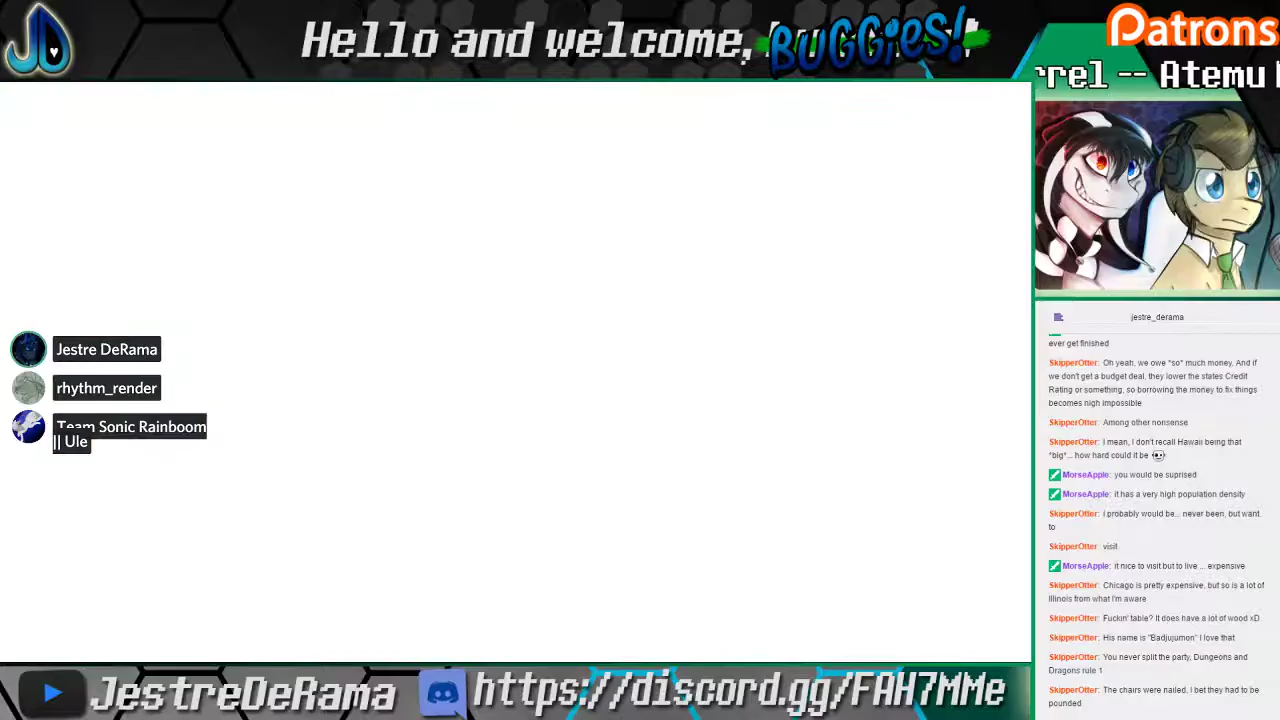 Hello and welcome, BUGGiES!
Patrons
rrel -- Atemu
Jestre DeRama
rhythm_render
Team Sonic Rainboom
|| Ule
jestre_derama
ever get finished
SkipperOtter: Oh yeah, we owe *so* much money, And if
we don't get a budget deal, they lower the states Credit
Rating or something, so borrowing the money to fix things
becomes nigh impossible
SkipperOtter: Among other nonsense
SkipperOtter: I mean, I don't recall Hawaii being that
*big*... how hard could it be
MorseApple: you would be suprised
MorseApple: it has a very high population density
SkipperOtter: i probably would be... never been, but want
to
SkipperOtter: visit
MorseApple: it nice to visit but to live ... expensive
SkipperOtter: Chicago is pretty expensive, but so is a lot of
Illinois from what I'm aware
SkipperOtter: Fuckin' table? It does have a lot of wood xD
SkipperOtter: His name is "Badjujumon" I love that
SkipperOtter: You never split the party, Dungeons and
Dragons rule 1
SkipperOtter: The chars were nailed, I bet they had to be
pounded
JestreDeRama
https://discord.gg/FAH7MMe